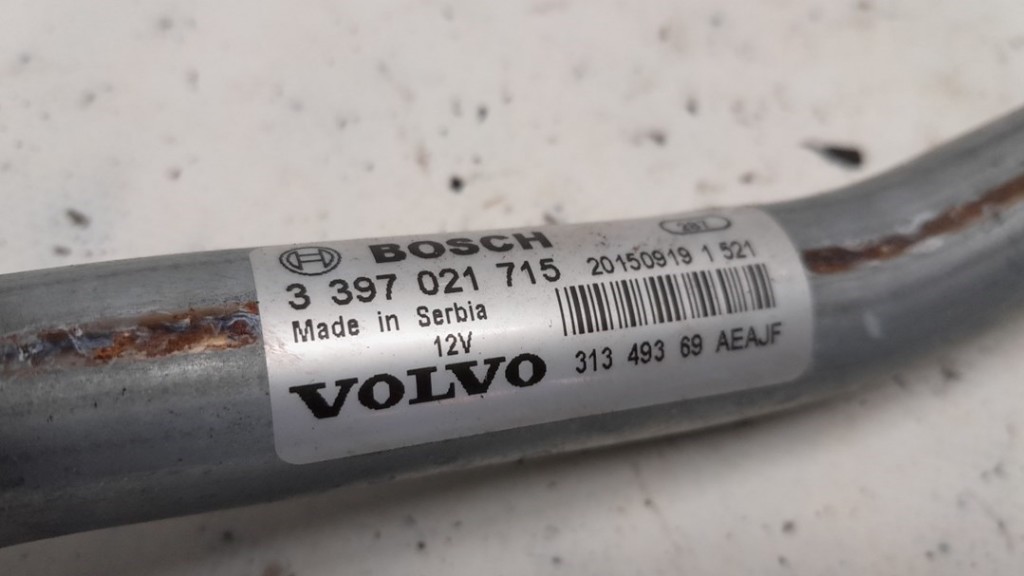 BOSCH
3 397 021 715
Made in Serbia
12V
VOLVO
20150919 1 521
313 493 69 AEAJF